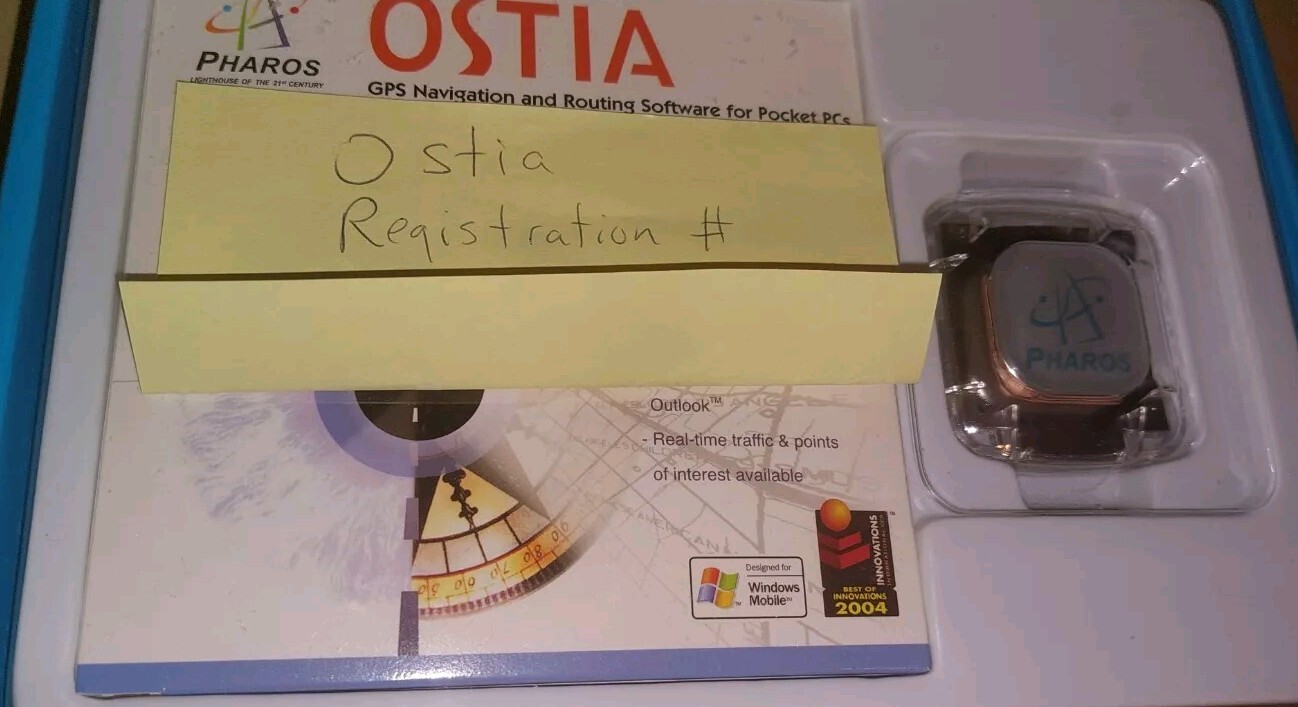 PHAROS
LIGHTHOUSE OF THE 21ST CENTURY
OSTIA
GPS Navigation and Routing Software for Pocket PCs
Ostia
Registration #
PHAROS
Outlook™
- Real-time traffic & points
of interest available
Designed for
Windows
Mobile™
INNOVATIONS
BEST OF
INNOVATIONS
2004